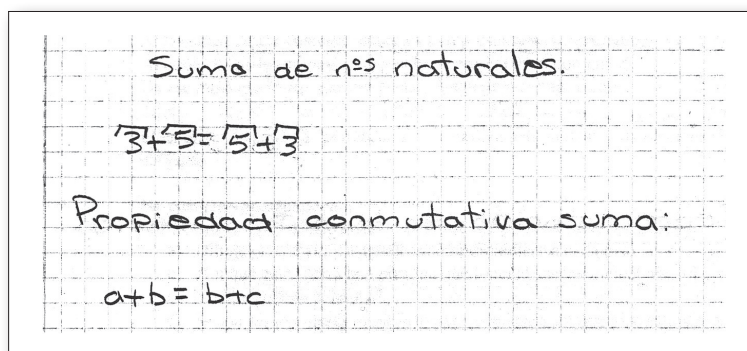 Suma de nºs naturales.
√3+√5=√5+√3
Propiedad conmutativa suma:
a+b= b+c